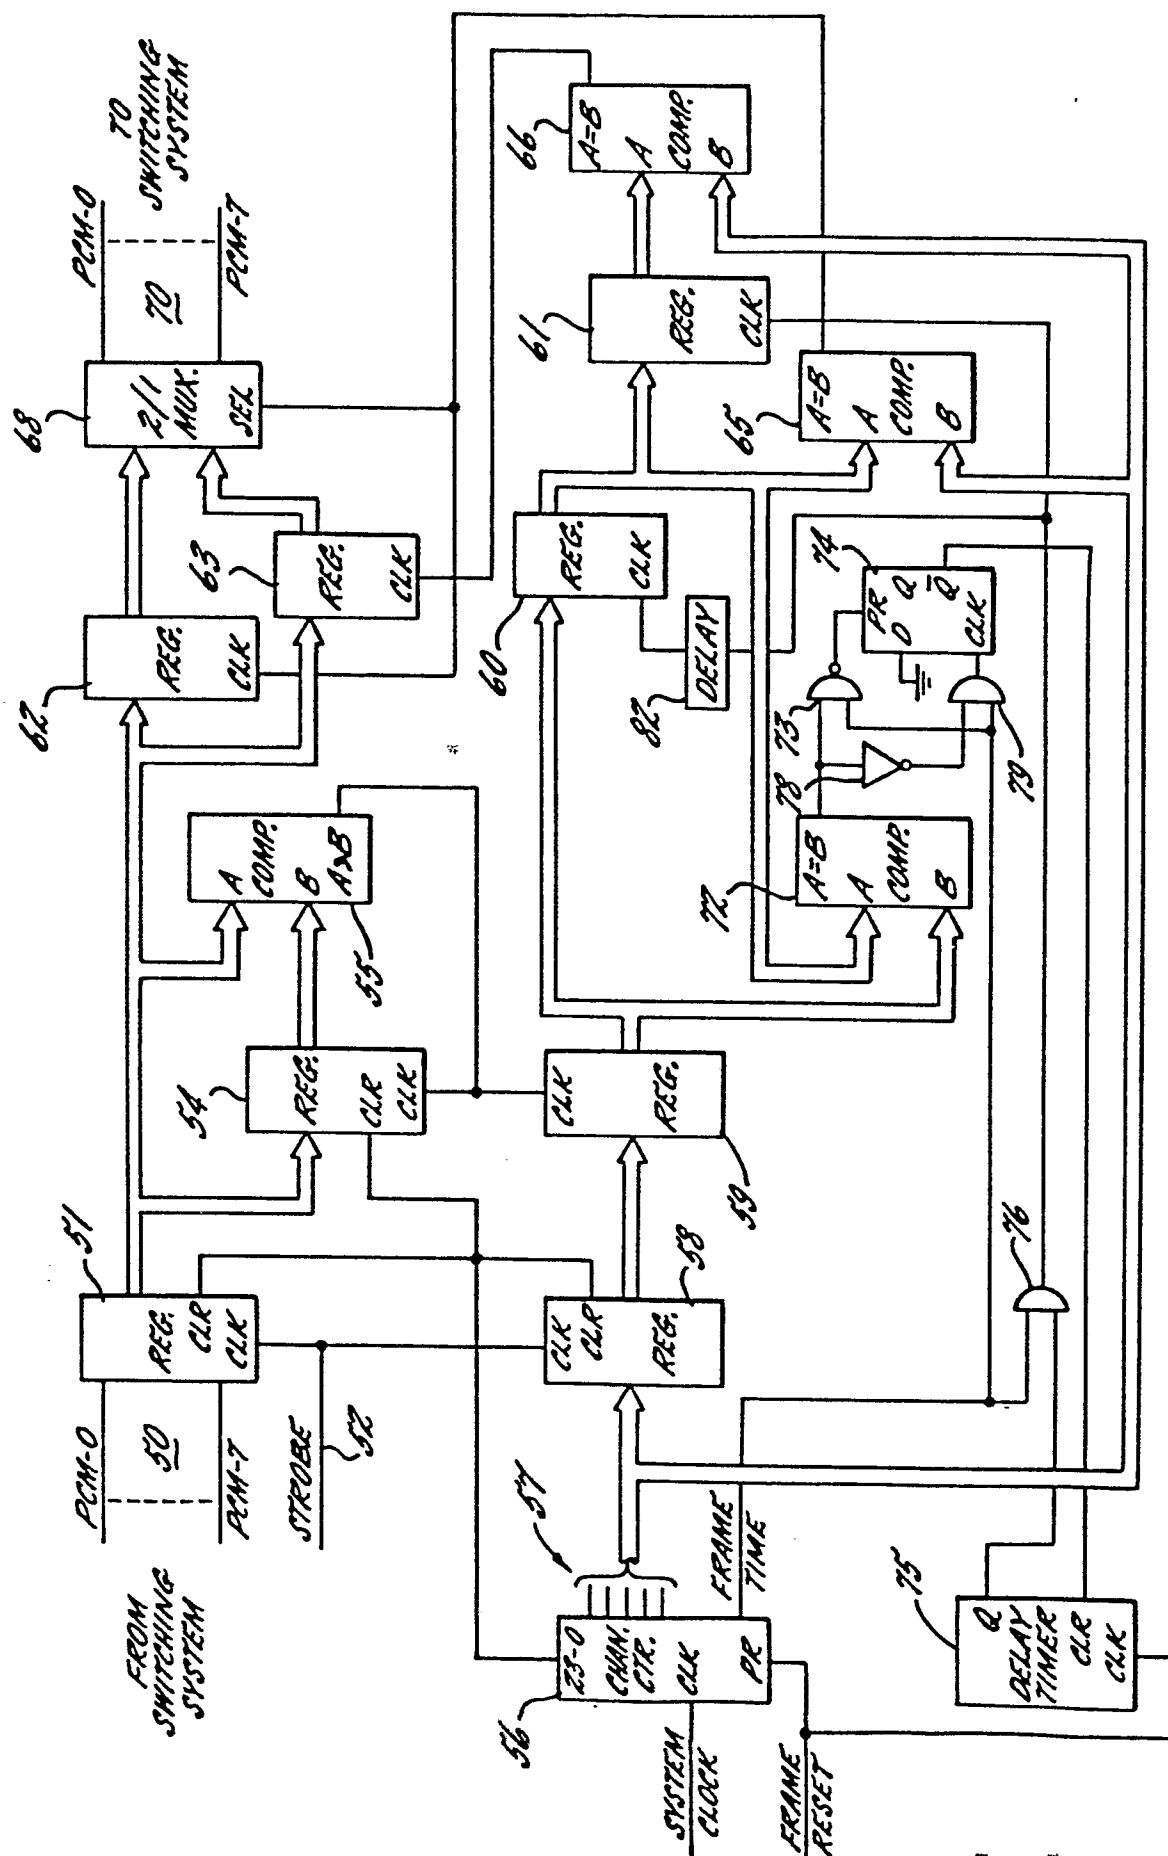 FROM
SWITCHING
SYSTEM
PCM-0
50
PCM-7
STROBE
52
51
REG.
CLR
CLK
54
REG.
CLR
CLK
A
COMP.
B
A>B
55
62
REG.
CLK
63
REG.
CLK
68
2/1
MUX.
SEL
PCM-0
70
PCM-7
TO
SWITCHING
SYSTEM
SYSTEM
CLOCK
FRAME
RESET
56
23-0
CHAN.
CTR.
CLK
PR
57
FRAME
TIME
CLK
CLR
REG.
58
CLK
REG.
59
60
REG.
CLK
82
DELAY
61
REG.
CLK
66
A=B
A
COMP.
B
65
A=B
A
COMP.
B
72
A=B
A
COMP.
B
78
73
79
74
PR
D
Q
Q
CLK
75
Q
DELAY
TIMER
CLR
CLK
76